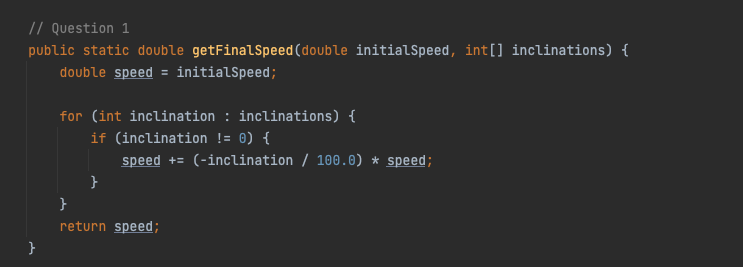 // Question 1
public static double getFinalSpeed(double initialSpeed, int[] inclinations) {
double speed = initialSpeed;
for (int inclination : inclinations) {
if (inclination != 0) {
speed += (-inclination / 100.0) * speed;
}
}
return speed;
}